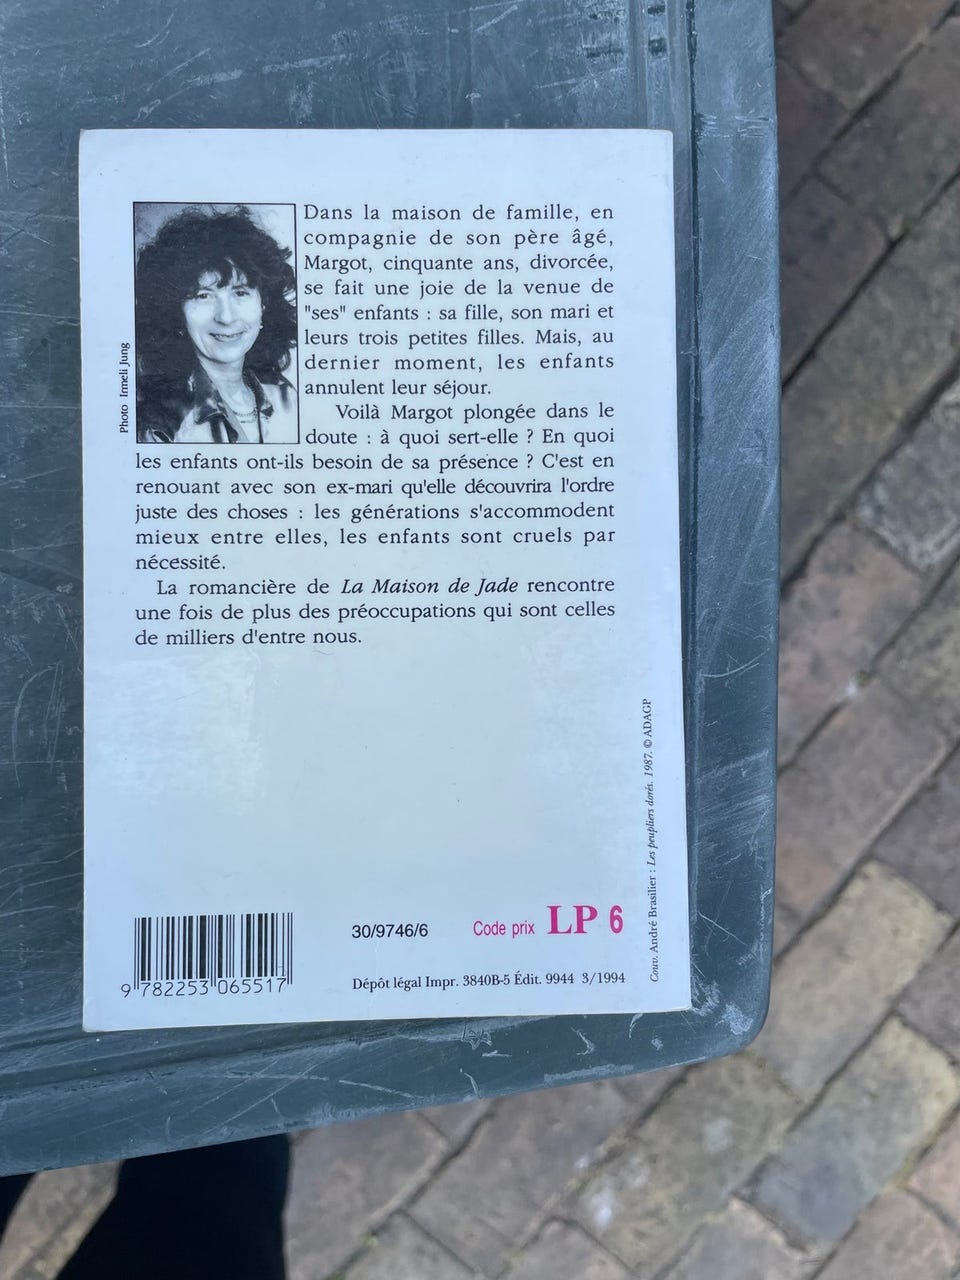 Dans la maison de famille, en
compagnie de son père âgé,
Margot, cinquante ans, divorcée,
se fait une joie de la venue de
"ses" enfants : sa fille, son mari et
leurs trois petites filles. Mais, au
dernier moment, les enfants
annulent leur séjour.
Voilà Margot plongée dans le
doute : à quoi sert-elle ? En quoi
les enfants ont-ils besoin de sa présence ? C'est en
renouant avec son ex-mari qu'elle découvrira l'ordre
juste des choses : les générations s'accommodent
mieux entre elles, les enfants sont cruels par
nécessité.
La romancière de La Maison de Jade rencontre
une fois de plus des préoccupations qui sont celles
de milliers d'entre nous.
Photo Irmeli Jung
Couv. André Brasilier : Les peupliers dorés. 1987. © ADAGP
30/9746/6
Code prix LP 6
9 782253 065517
Dépôt légal Impr. 3840B-5 Édit. 9944 3/1994